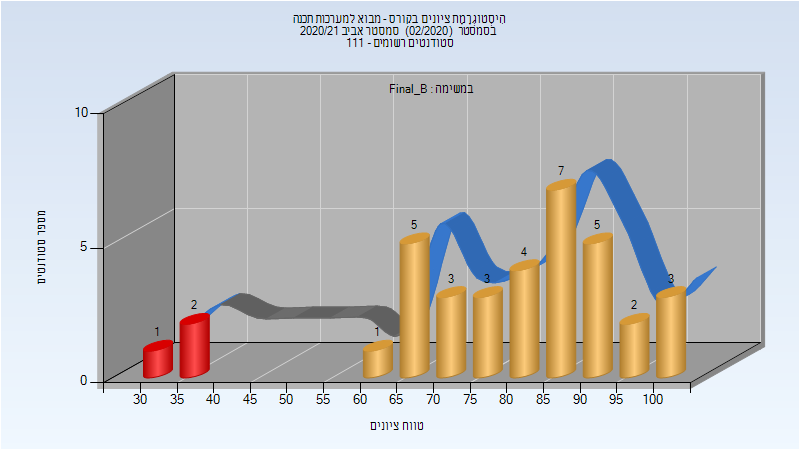 היסטוגרמת ציונים בקורס - מבוא למערכות תכנה
בסמסטר (02/2020) סמסטר אביב 2020/21
סטודנטים רשומים - 111
במשימה : Final_B
מספר סטודנטים
10
5
0
1
2
1
5
3
3
4
7
5
2
3
30 35 40 45 50 55 60 65 70 75 80 85 90 95 100
טווח ציונים